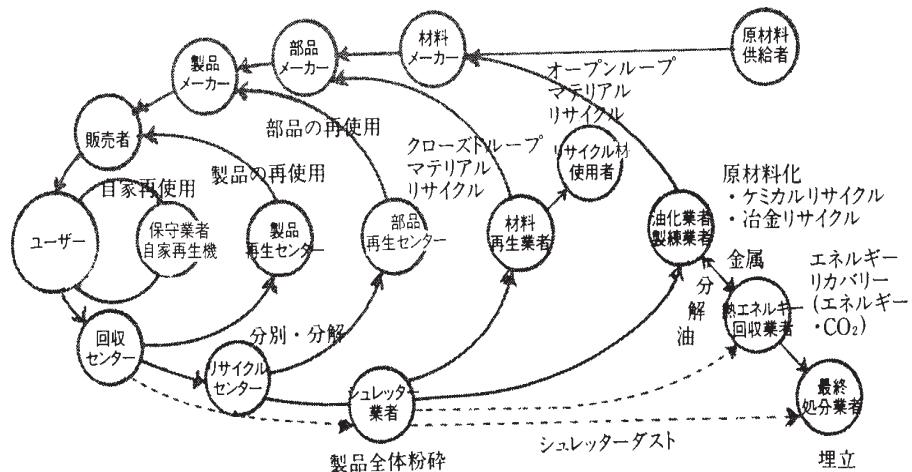 原材料
供給者
材料
メーカー
部品
メーカー
製品
メーカー
販売者
ユーザー
自家再使用
保守業者
自家再生機
製品の再使用
製品
再生センター
部品の再使用
部品
再生センター
クローズドループ
マテリアル
リサイクル
材料
再生業者
オープンループ
マテリアル
リサイクル
リサイクル材
使用者
原材料化
・ケミカルリサイクル
・冶金リサイクル
油化業者
製練業者
金属
分解油
エネルギー
リカバリー
(エネルギー
・CO₂)
熱エネルギー
回収業者
最終
処分業者
埋立
回収
センター
分別・分解
リサイクル
センター
シュレッター
業者
製品全体粉砕
シュレッターダスト